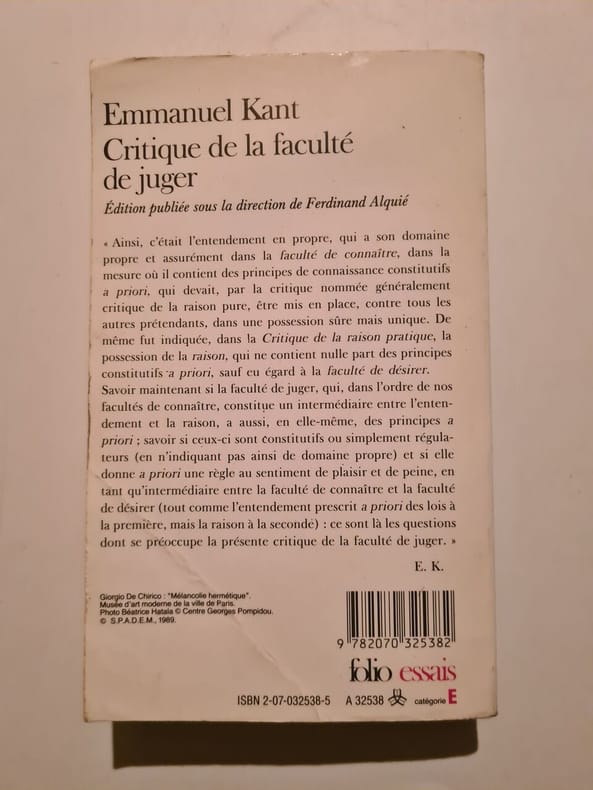 Emmanuel Kant
Critique de la faculté
de juger
Édition publiée sous la direction de Ferdinand Alquié
« Ainsi, c'était l'entendement en propre, qui a son domaine
propre et assurément dans la faculté de connaître, dans la
mesure où il contient des principes de connaissance constitutifs
a priori, qui devait, par la critique nommée généralement
critique de la raison pure, être mis en place, contre tous les
autres prétendants, dans une possession sûre mais unique. De
même fut indiquée, dans la Critique de la raison pratique, la
possession de la raison, qui ne contient nulle part des principes
constitutifs a priori, sauf eu égard à la faculté de désirer.
Savoir maintenant si la faculté de juger, qui, dans l'ordre de nos
facultés de connaître, constitue un intermédiaire entre l'enten-
dement et la raison, a aussi, en elle-même, des principes a
priori ; savoir si ceux-ci sont constitutifs ou simplement régula-
teurs (en n'indiquant pas ainsi de domaine propre) et si elle
donne a priori une règle au sentiment de plaisir et de peine, en
tant qu'intermédiaire entre la faculté de connaître et la faculté
de désirer (tout comme l'entendement prescrit a priori des lois à
la première, mais la raison à la seconde) : ce sont là les questions
dont se préoccupe la présente critique de la faculté de juger. »
E. K.
Giorgio De Chirico : "Mélancolie hermétique".
Musée d'art moderne de la ville de Paris.
Photo Béatrice Hatala © Centre Georges Pompidou.
© S.P.A.D.E.M., 1989.
9 782070 325382
folio essais
ISBN 2-07-032538-5 A 32538 catégorie E